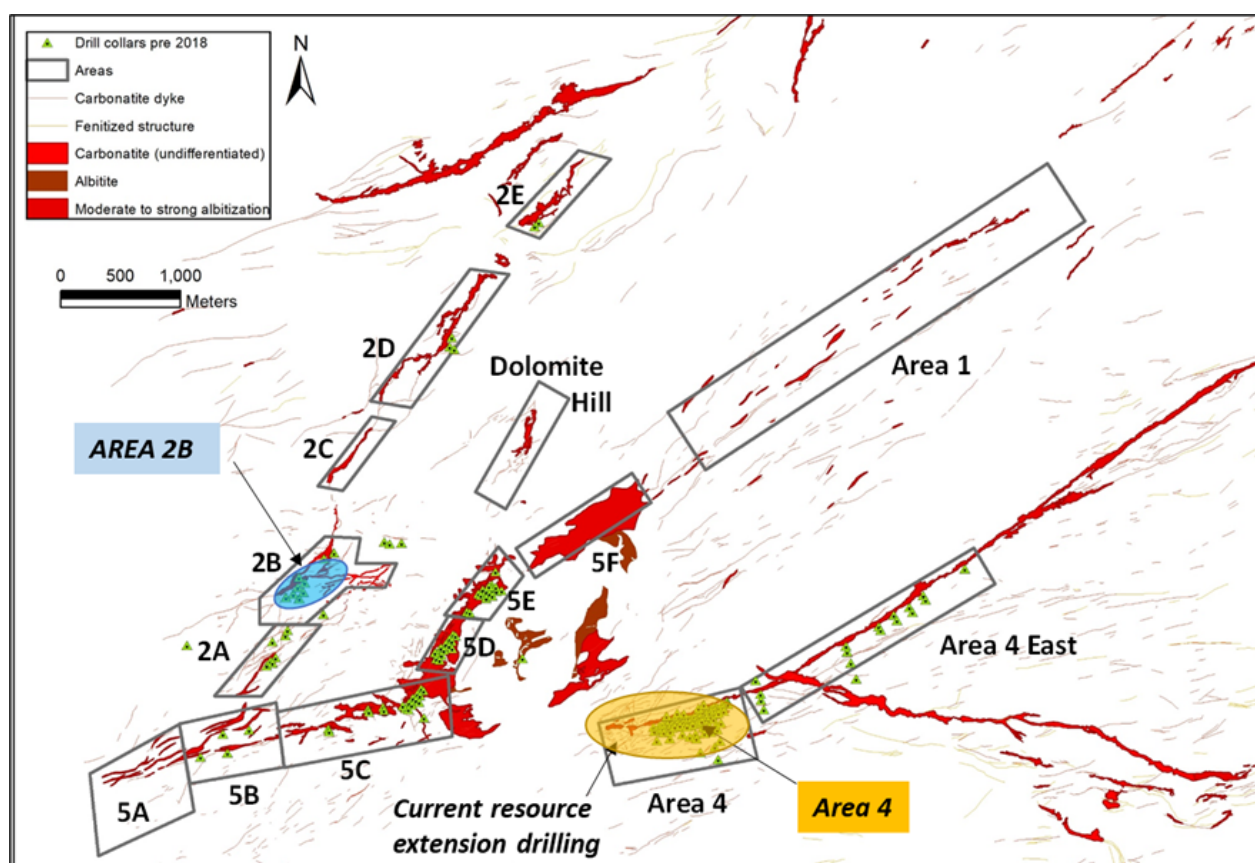 Drill collars pre 2018
Areas
Carbonatite dyke
Fenitized structure
Carbonatite (undifferentiated)
Albitite
Moderate to strong albitization
N
0 500 1,000
Meters
2E
2D
Dolomite
Hill
Area 1
AREA 2B
2C
2B
5F
5E
2A
5D
Area 4 East
5C
5B
5A
Current resource
extension drilling
Area 4
Area 4